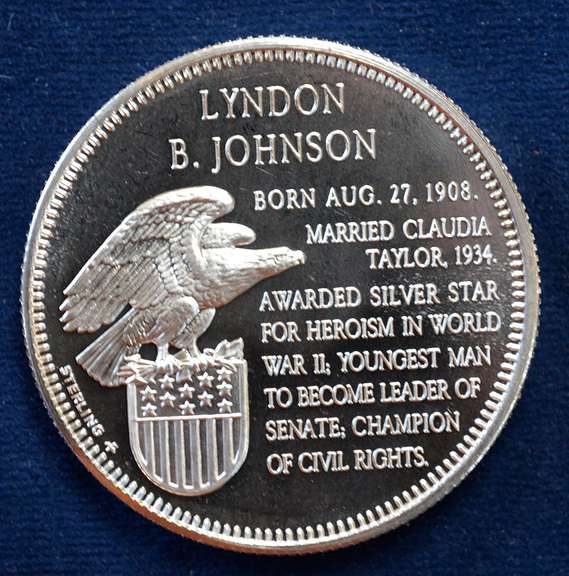 LYNDON
B. JOHNSON
BORN AUG. 27, 1908.
MARRIED CLAUDIA
TAYLOR, 1934.
AWARDED SILVER STAR
FOR HEROISM IN WORLD
WAR II; YOUNGEST MAN
TO BECOME LEADER OF
SENATE; CHAMPION
OF CIVIL RIGHTS.
STERLING